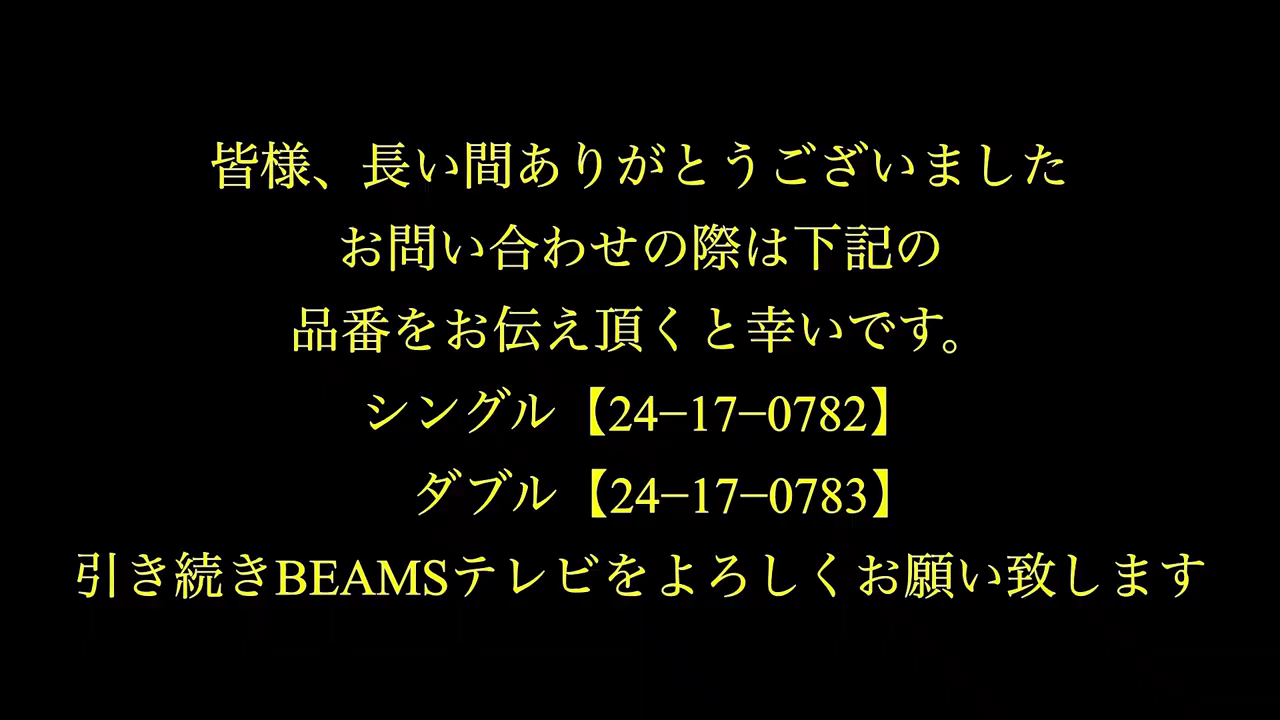 皆様、長い間ありがとうございました
お問い合わせの際は下記の
品番をお伝え頂くと幸いです。
シングル【24−17−0782】
ダブル【24−17−0783】
引き続きBEAMSテレビをよろしくお願い致します